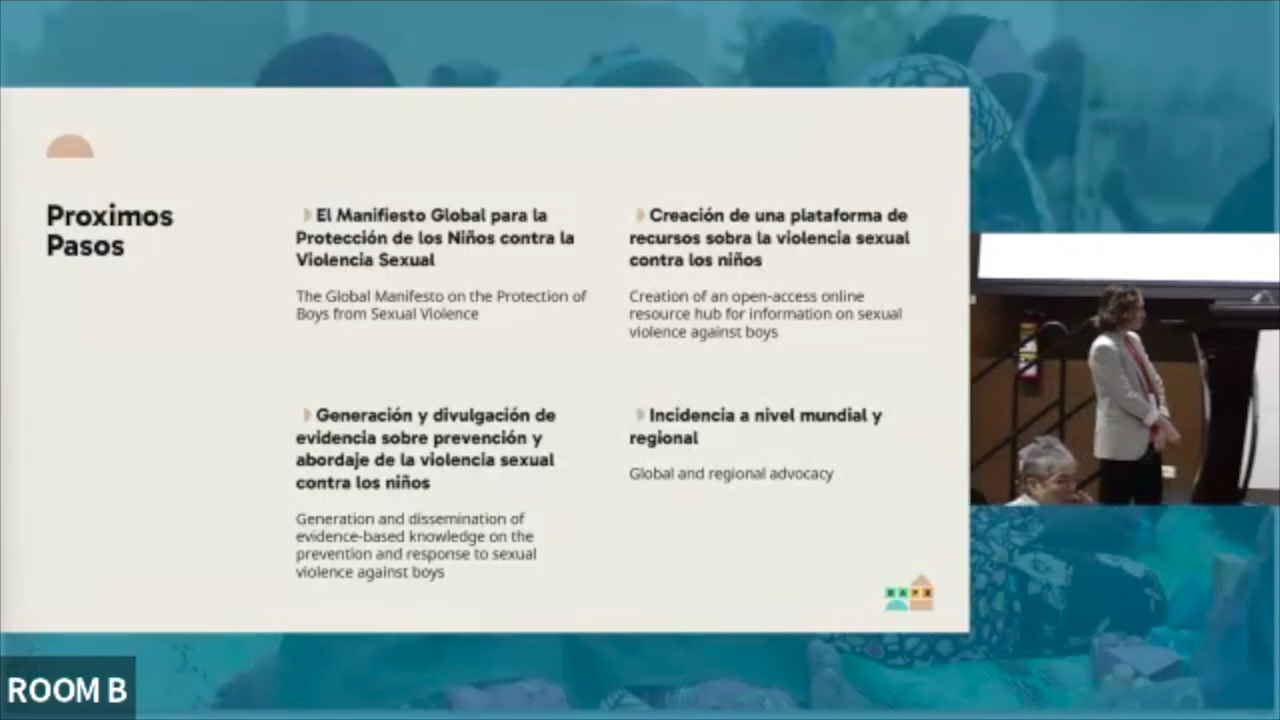 Proximos
Pasos
El Manifiesto Global para la
Protección de los Niños contra la
Violencia Sexual
The Global Manifesto on the Protection of
Boys from Sexual Violence
Creación de una plataforma de
recursos sobra la violencia sexual
contra los niños
Creation of an open-access online
resource hub for information on sexual
violence against boys
Generación y divulgación de
evidencia sobre prevención y
abordaje de la violencia sexual
contra los niños
Generation and dissemination of
evidence-based knowledge on the
prevention and response to sexual
violence against boys
Incidencia a nivel mundial y
regional
Global and regional advocacy
ROOM B